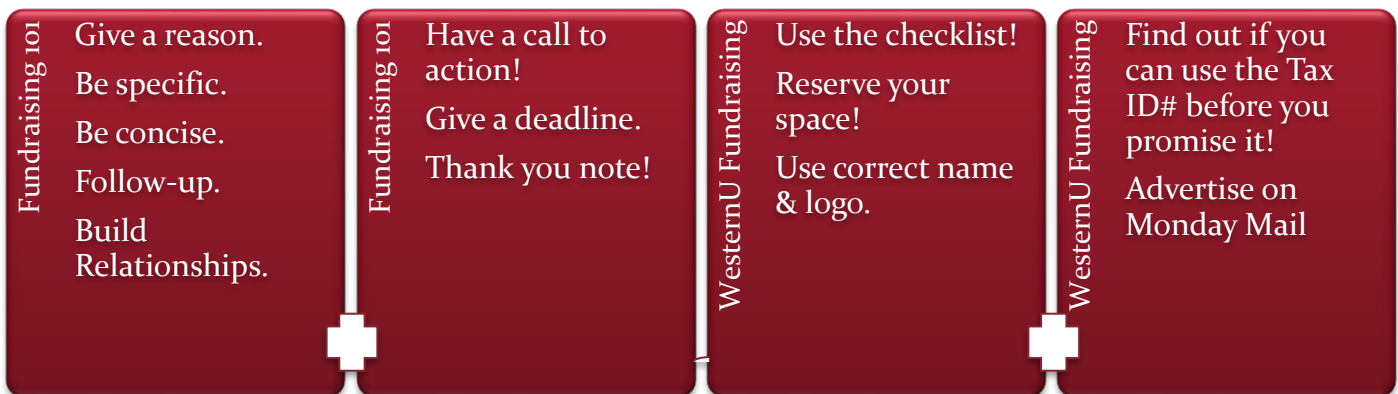 Fundraising 101
Give a reason.
Be specific.
Be concise.
Follow-up.
Build
Relationships.
Fundraising 101
Have a call to
action!
Give a deadline.
Thank you note!
WesternU Fundraising
Use the checklist!
Reserve your
space!
Use correct name
& logo.
WesternU Fundraising
Find out if you
can use the Tax
ID# before you
promise it!
Advertise on
Monday Mail